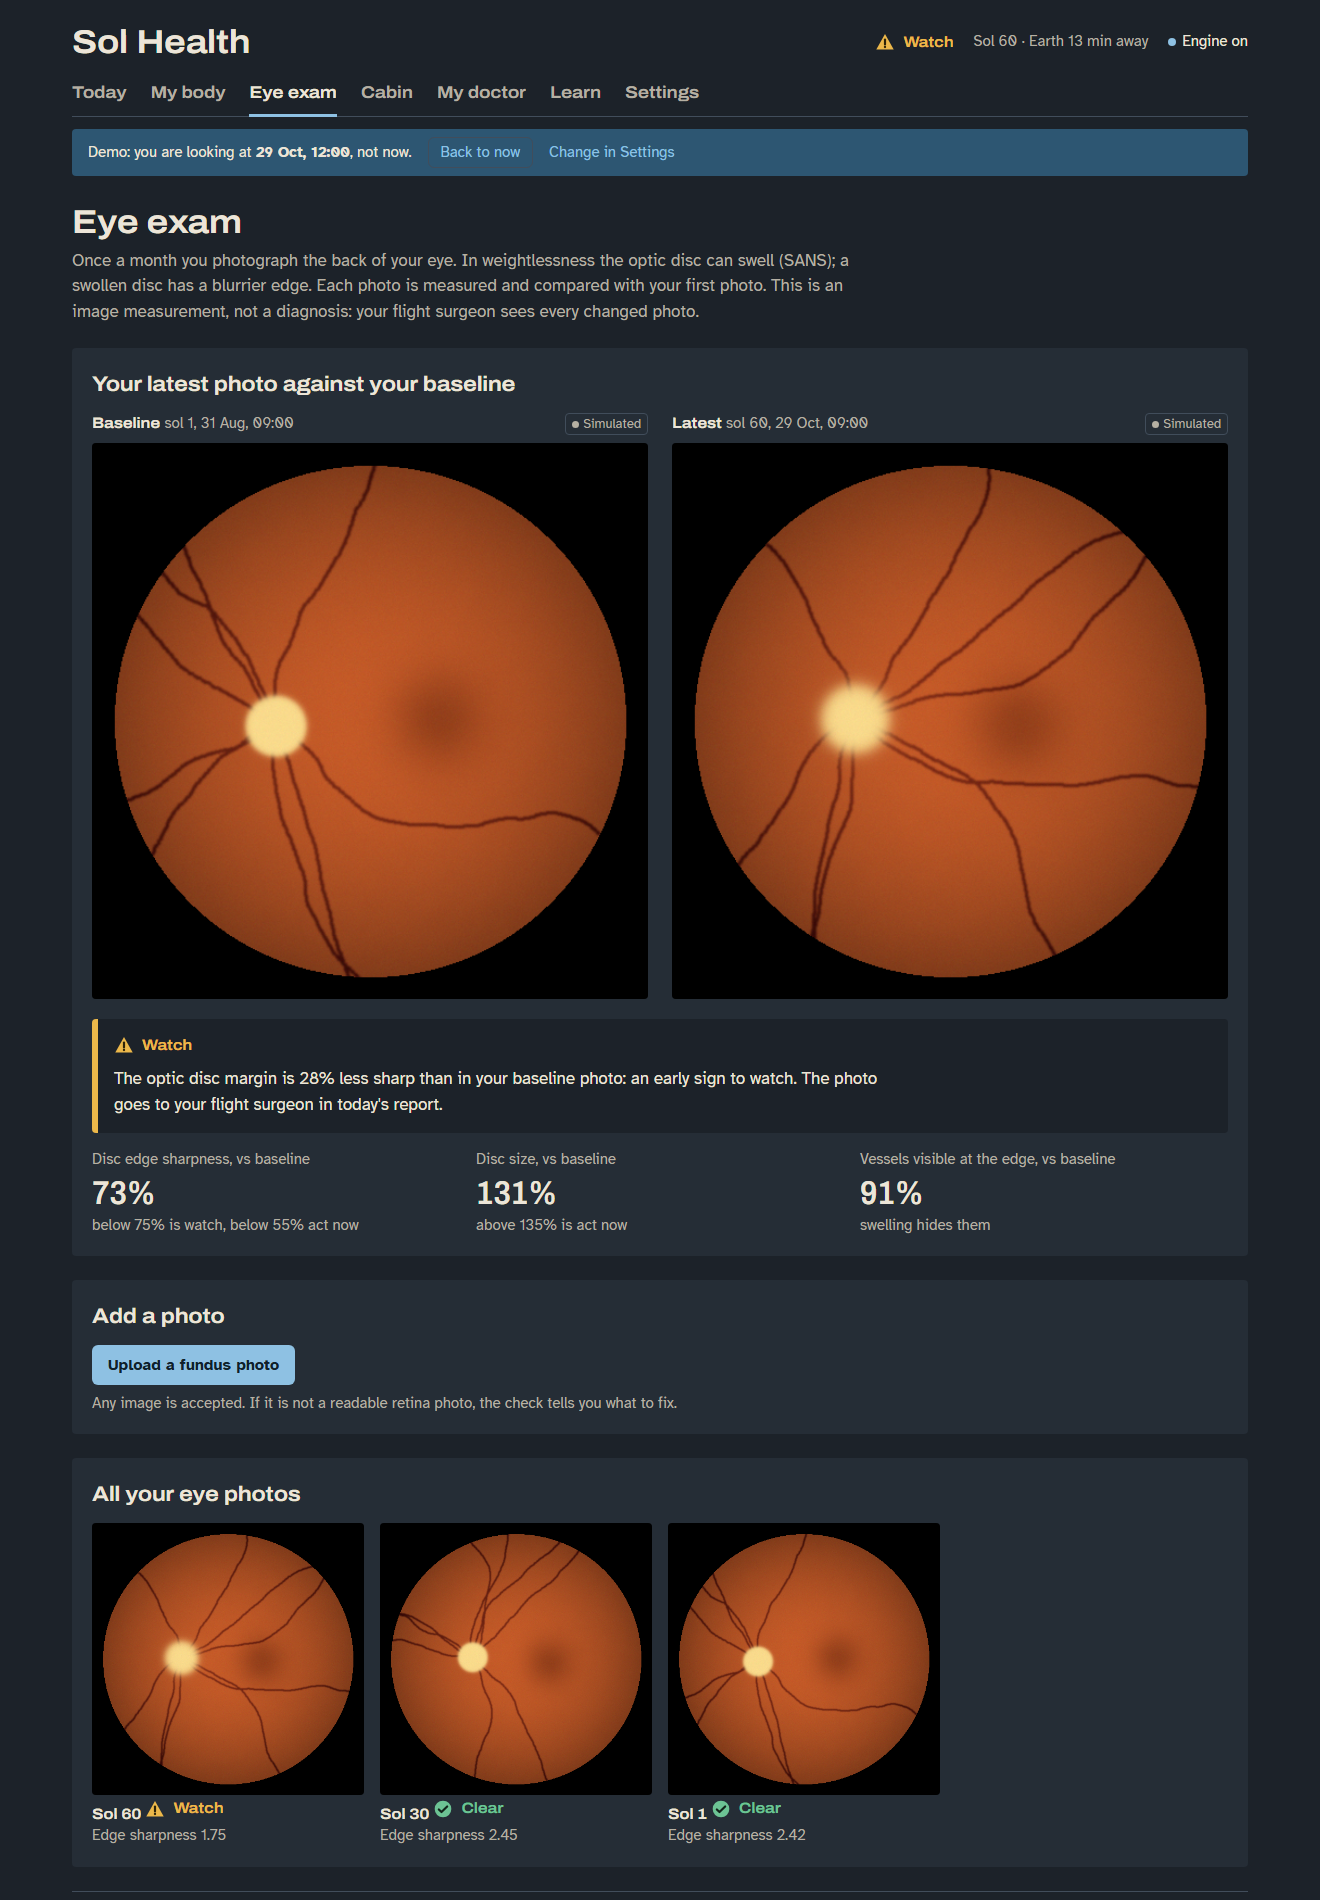 Sol Health
Watch
Sol 60 · Earth 13 min away
Engine on
Today
My body
Eye exam
Cabin
My doctor
Learn
Settings
Demo: you are looking at 29 Oct, 12:00, not now.
Back to now
Change in Settings
Eye exam
Once a month you photograph the back of your eye. In weightlessness the optic disc can swell (SANS); a
swollen disc has a blurrier edge. Each photo is measured and compared with your first photo. This is an
image measurement, not a diagnosis: your flight surgeon sees every changed photo.
Your latest photo against your baseline
Baseline sol 1, 31 Aug, 09:00
Simulated
Latest sol 60, 29 Oct, 09:00
Simulated
Watch
The optic disc margin is 28% less sharp than in your baseline photo: an early sign to watch. The photo
goes to your flight surgeon in today's report.
Disc edge sharpness, vs baseline
73%
below 75% is watch, below 55% act now
Disc size, vs baseline
131%
above 135% is act now
Vessels visible at the edge, vs baseline
91%
swelling hides them
Add a photo
Upload a fundus photo
Any image is accepted. If it is not a readable retina photo, the check tells you what to fix.
All your eye photos
Sol 60 Watch
Edge sharpness 1.75
Sol 30 Clear
Edge sharpness 2.45
Sol 1 Clear
Edge sharpness 2.42